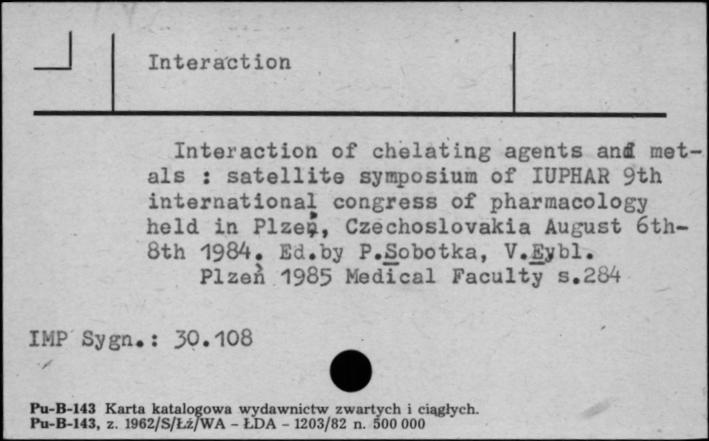 Interaction
Interaction of chelating agents and met-
als : satellite symposium of IUPHAR 9th
international congress of pharmacology
held in Plzeň, Czechoslovakia August 6th-
8th 1984. Ed.by P.Sobotka, V.Eybl.
Plzeň 1985 Medical Faculty s.284
IMP Sygn.: 30.108
Pu-B-143 Karta katalogowa wydawnictw zwartych i ciągłych.
Pu-B-143, z. 1962/S/Łź/WA – ŁDA – 1203/82 n. 500 000